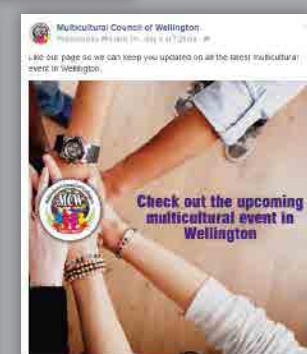 Multicultural Council of Wellington
Like our page so we can keep you updated on all the latest multicultural
event in Wellington.
MCW
Check out the upcoming
multicultural event in
Wellington